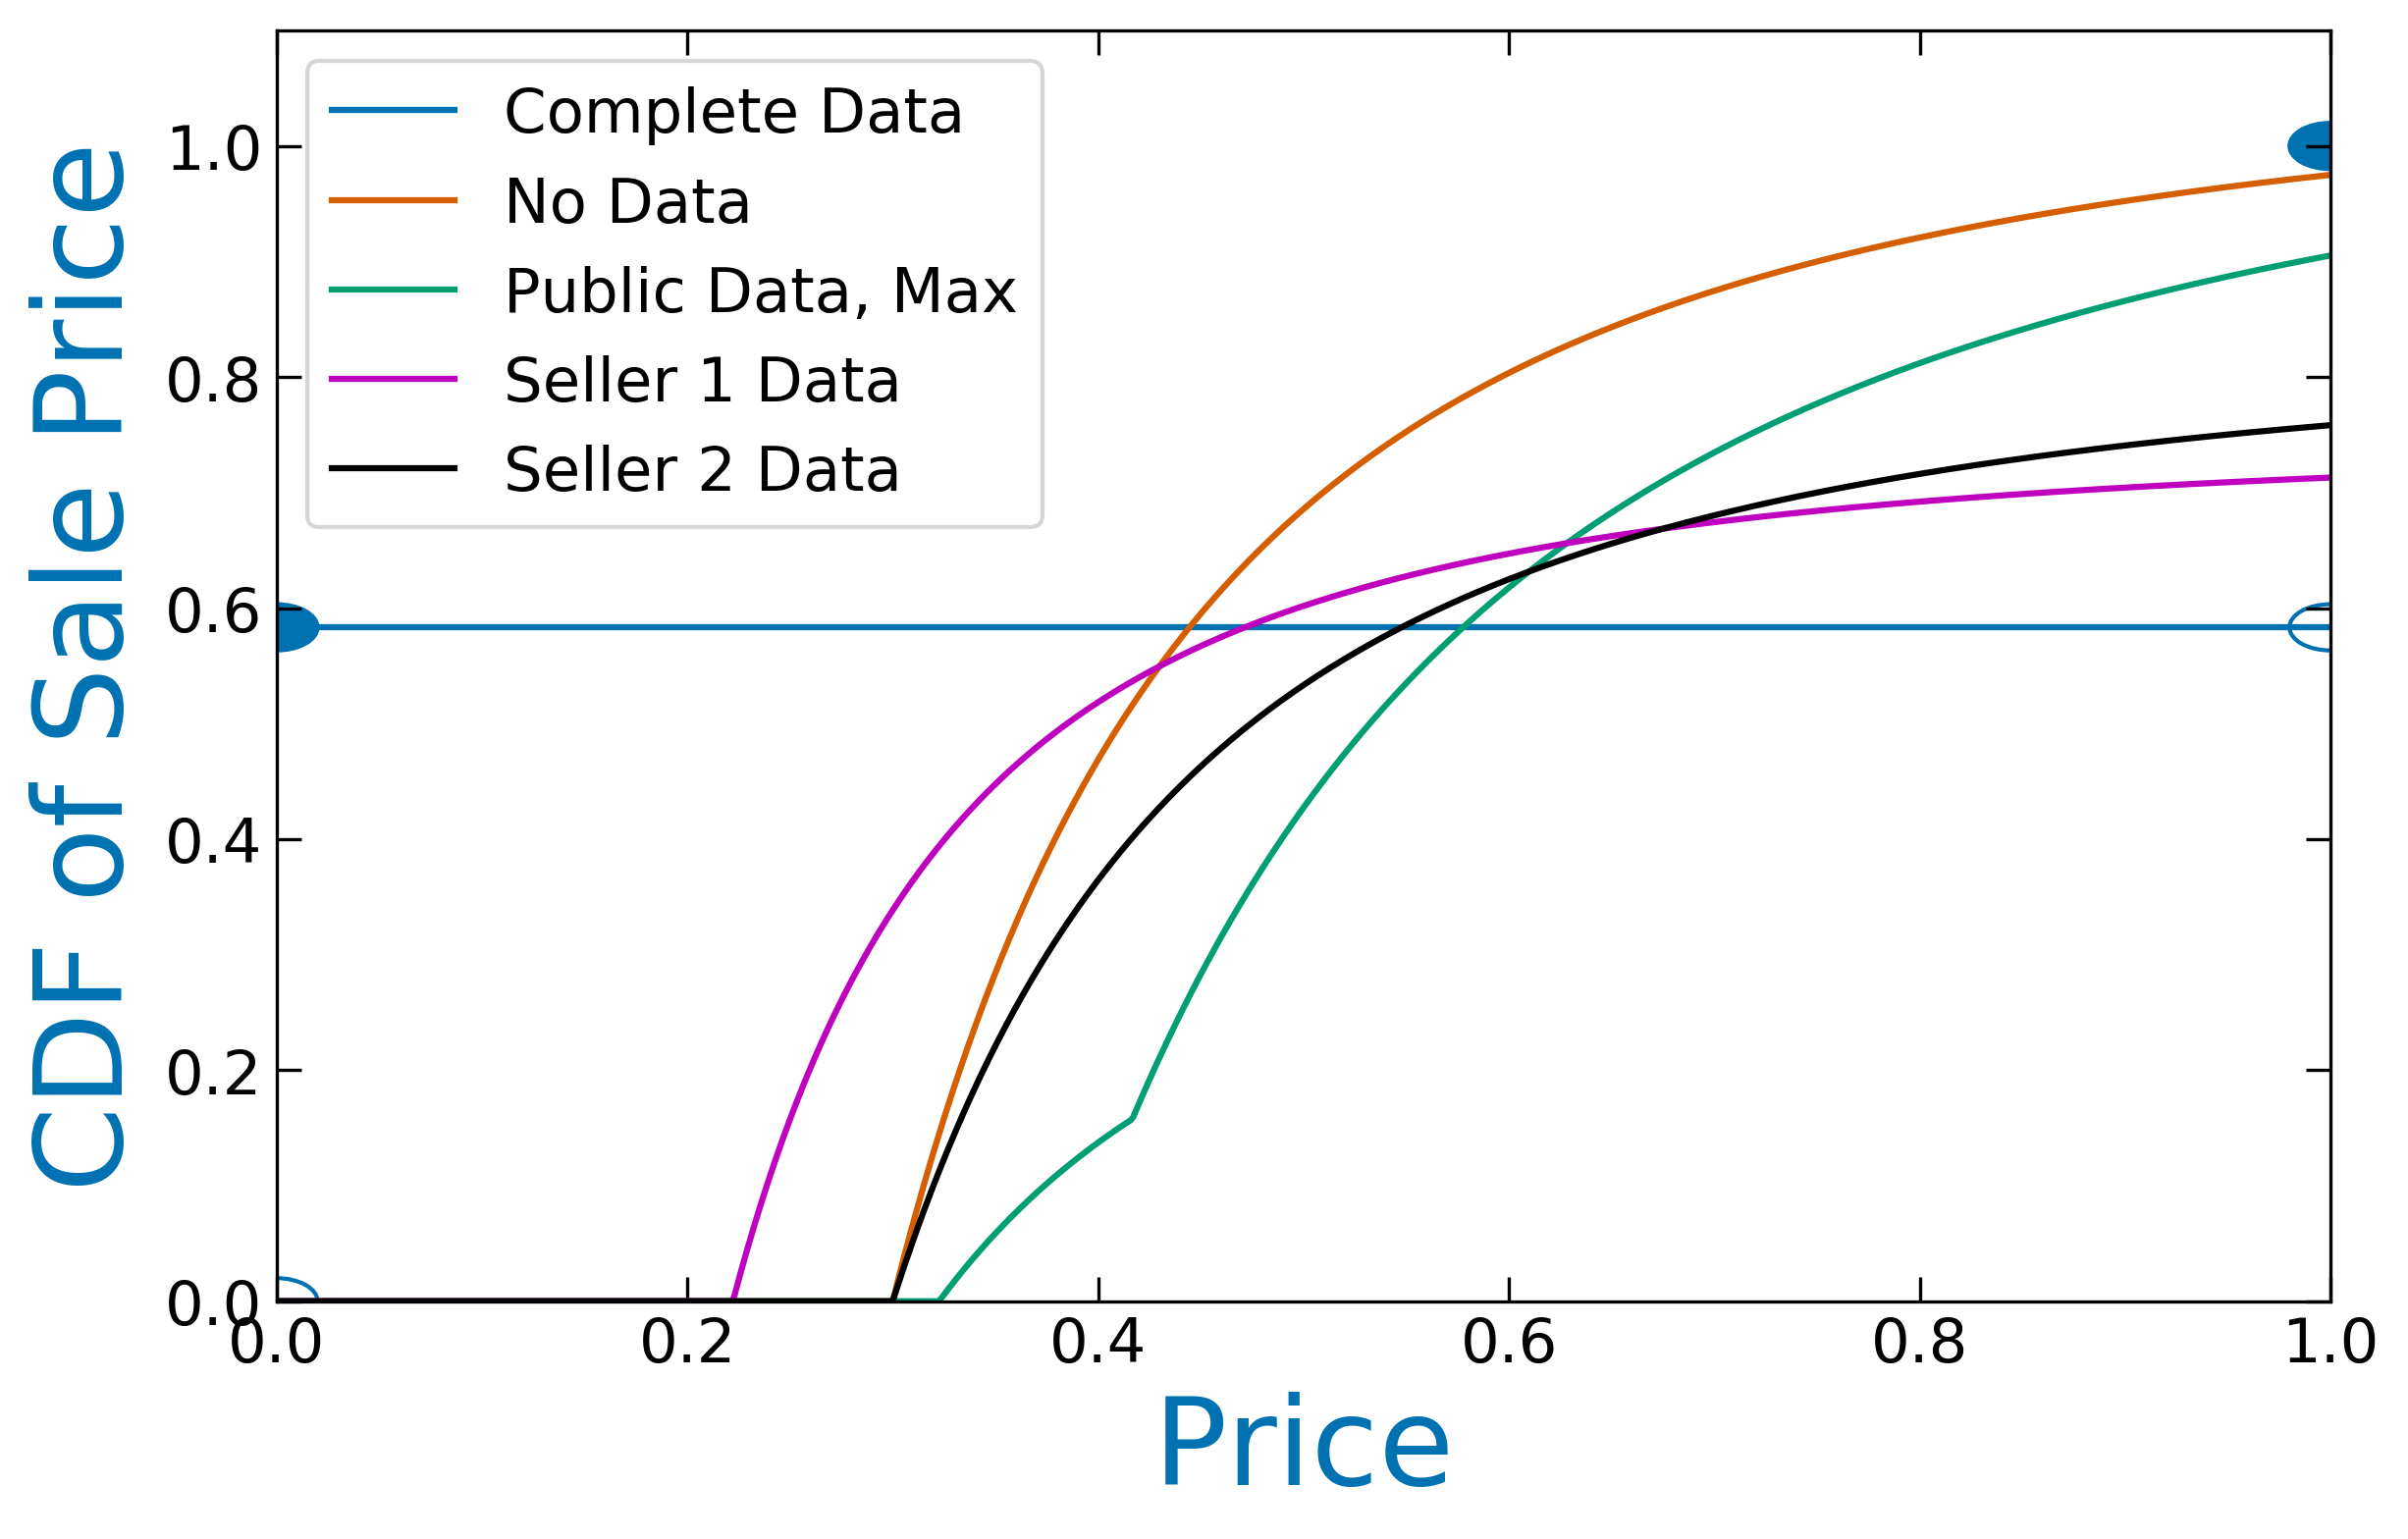 CDF of Sale Price
1.0
0.8
0.6
0.4
0.2
0.0
Complete Data
No Data
Public Data, Max
Seller 1 Data
Seller 2 Data
0.0 0.2 0.4 0.6 0.8 1.0
Price